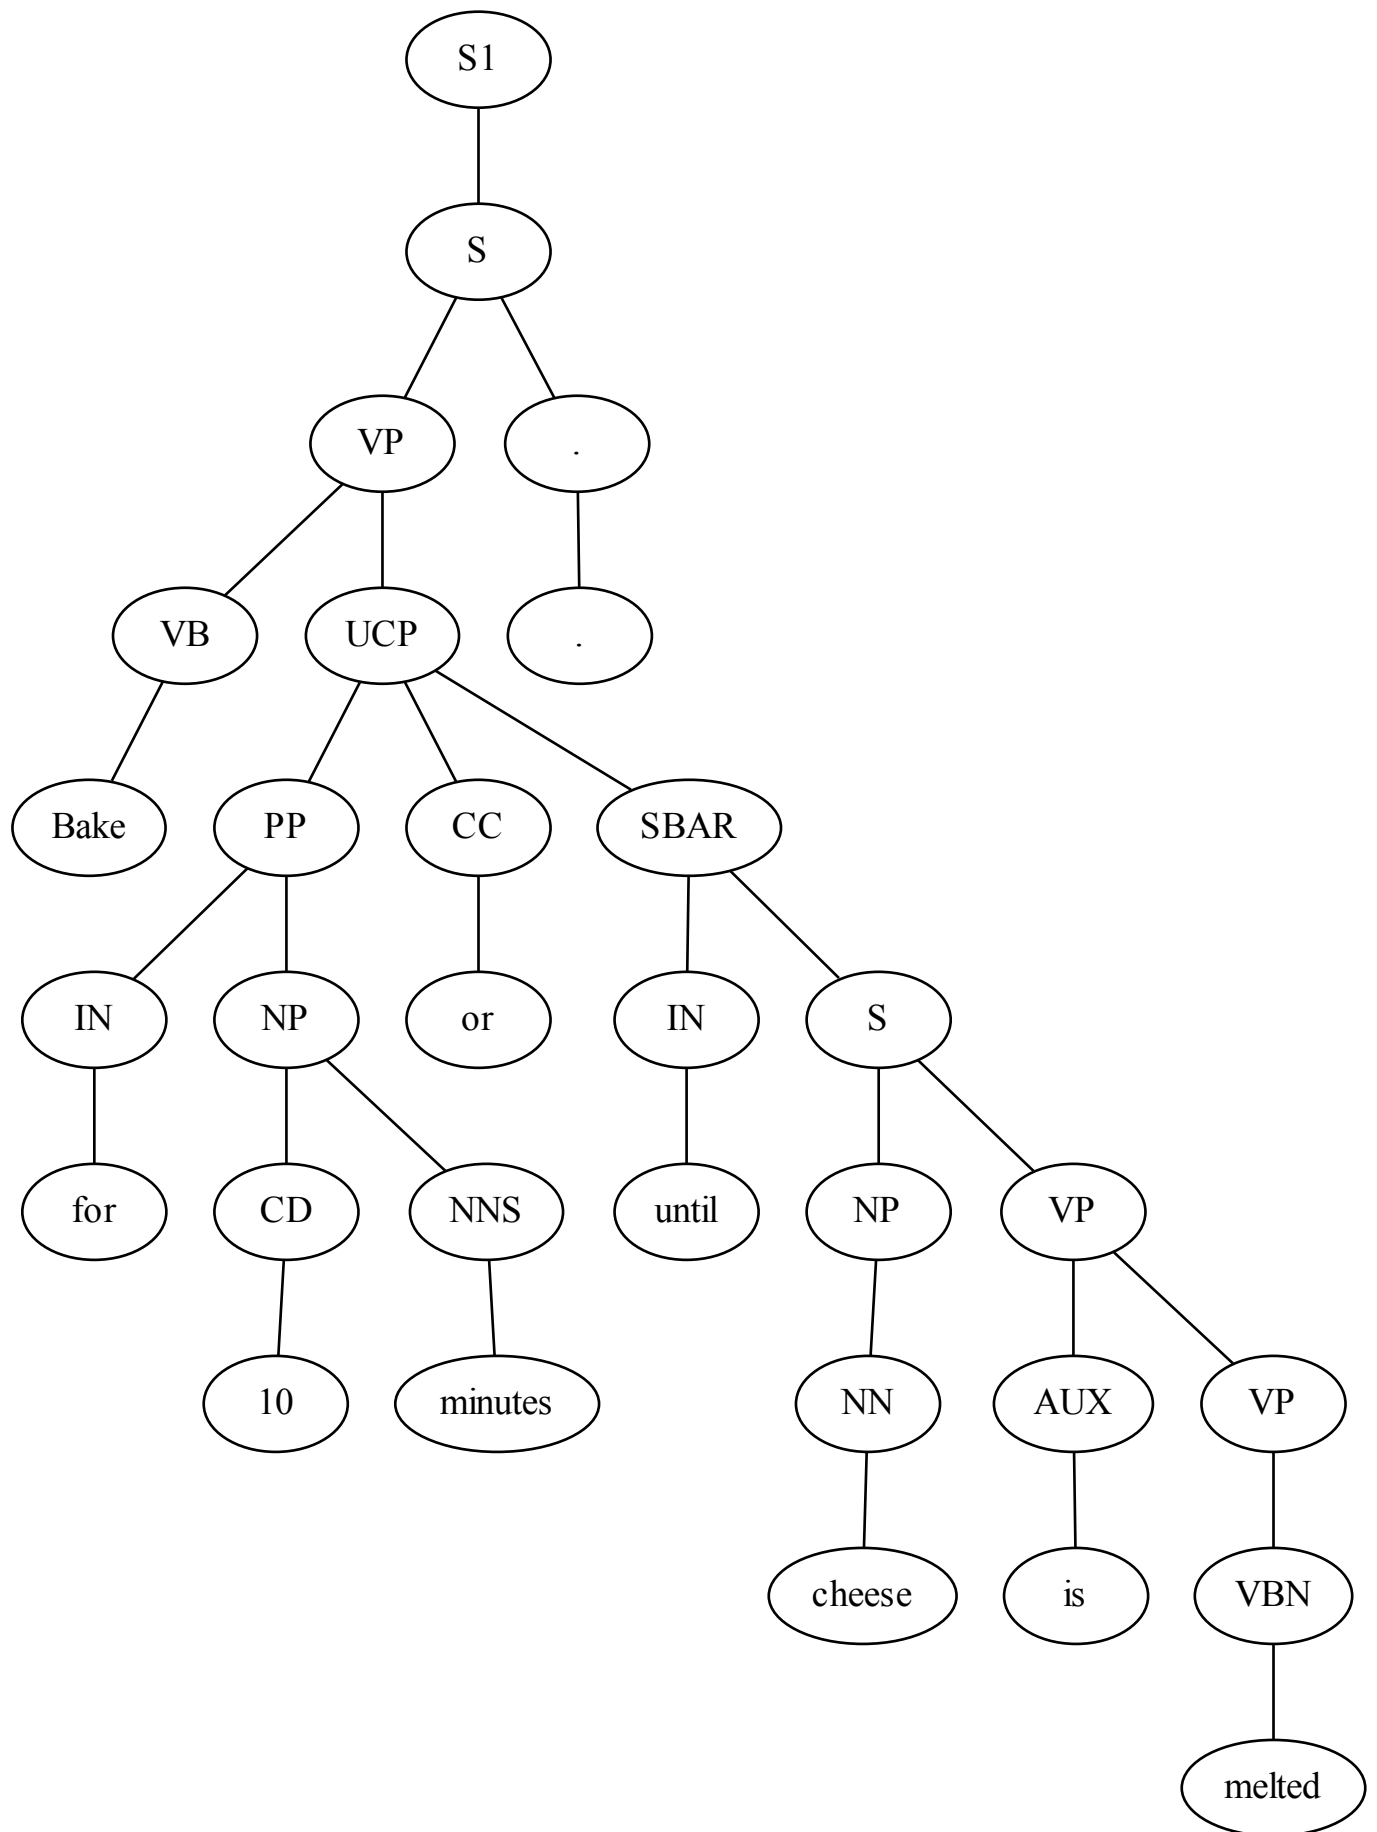 S1
S
VP .
VB UCP .
Bake PP CC SBAR
IN NP or IN S
for CD NNS until NP VP
10 minutes NN AUX VP
cheese is VBN
melted